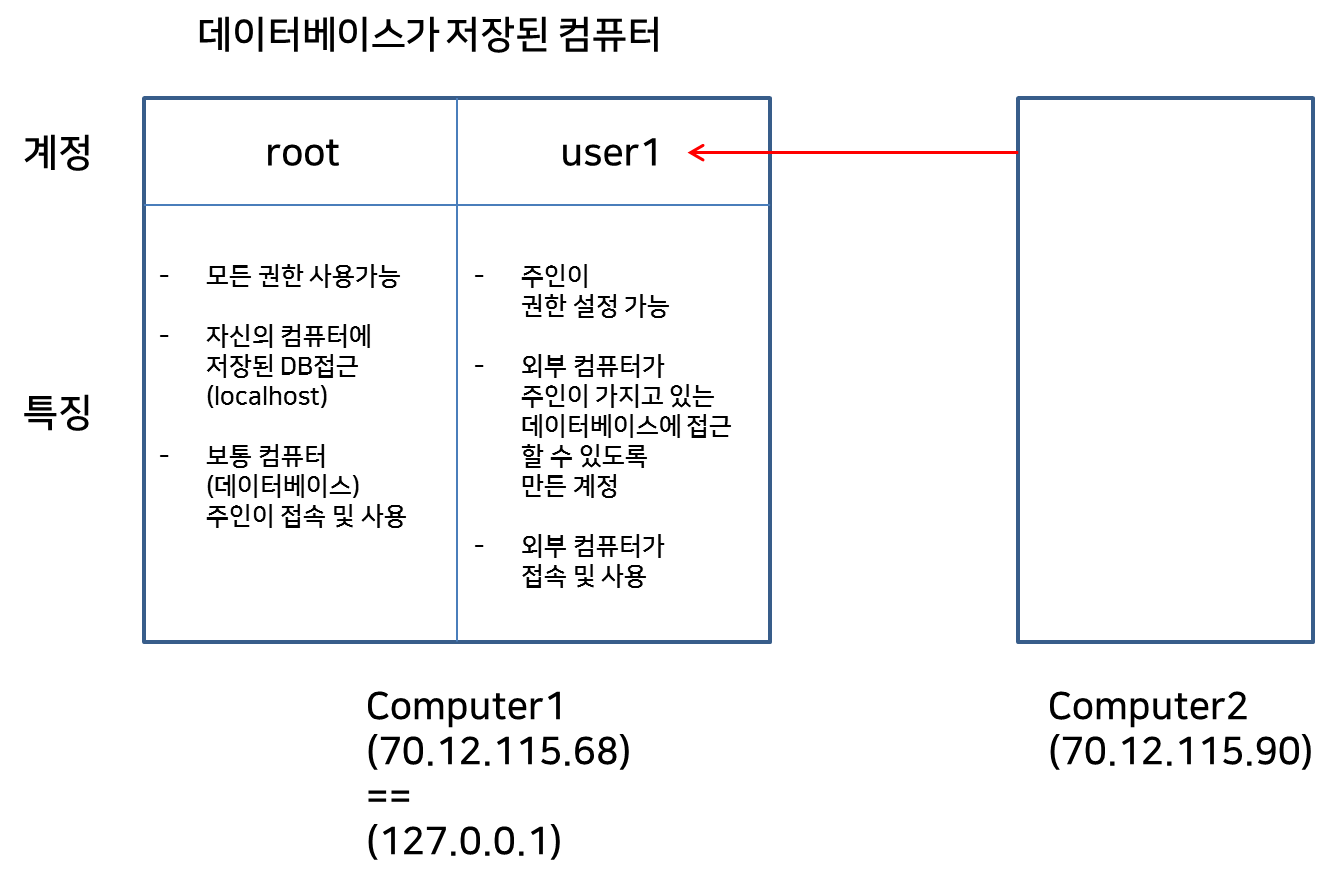 데이터베이스가 저장된 컴퓨터
계정
root
user1
특징
- 모든 권한 사용가능
- 자신의 컴퓨터에
저장된 DB접근
(localhost)
- 보통 컴퓨터
(데이터베이스)
주인이 접속 및 사용
- 주인이
권한 설정 가능
- 외부 컴퓨터가
주인이 가지고 있는
데이터베이스에 접근
할 수 있도록
만든 계정
- 외부 컴퓨터가
접속 및 사용
Computer1
(70.12.115.68)
==
(127.0.0.1)
Computer2
(70.12.115.90)